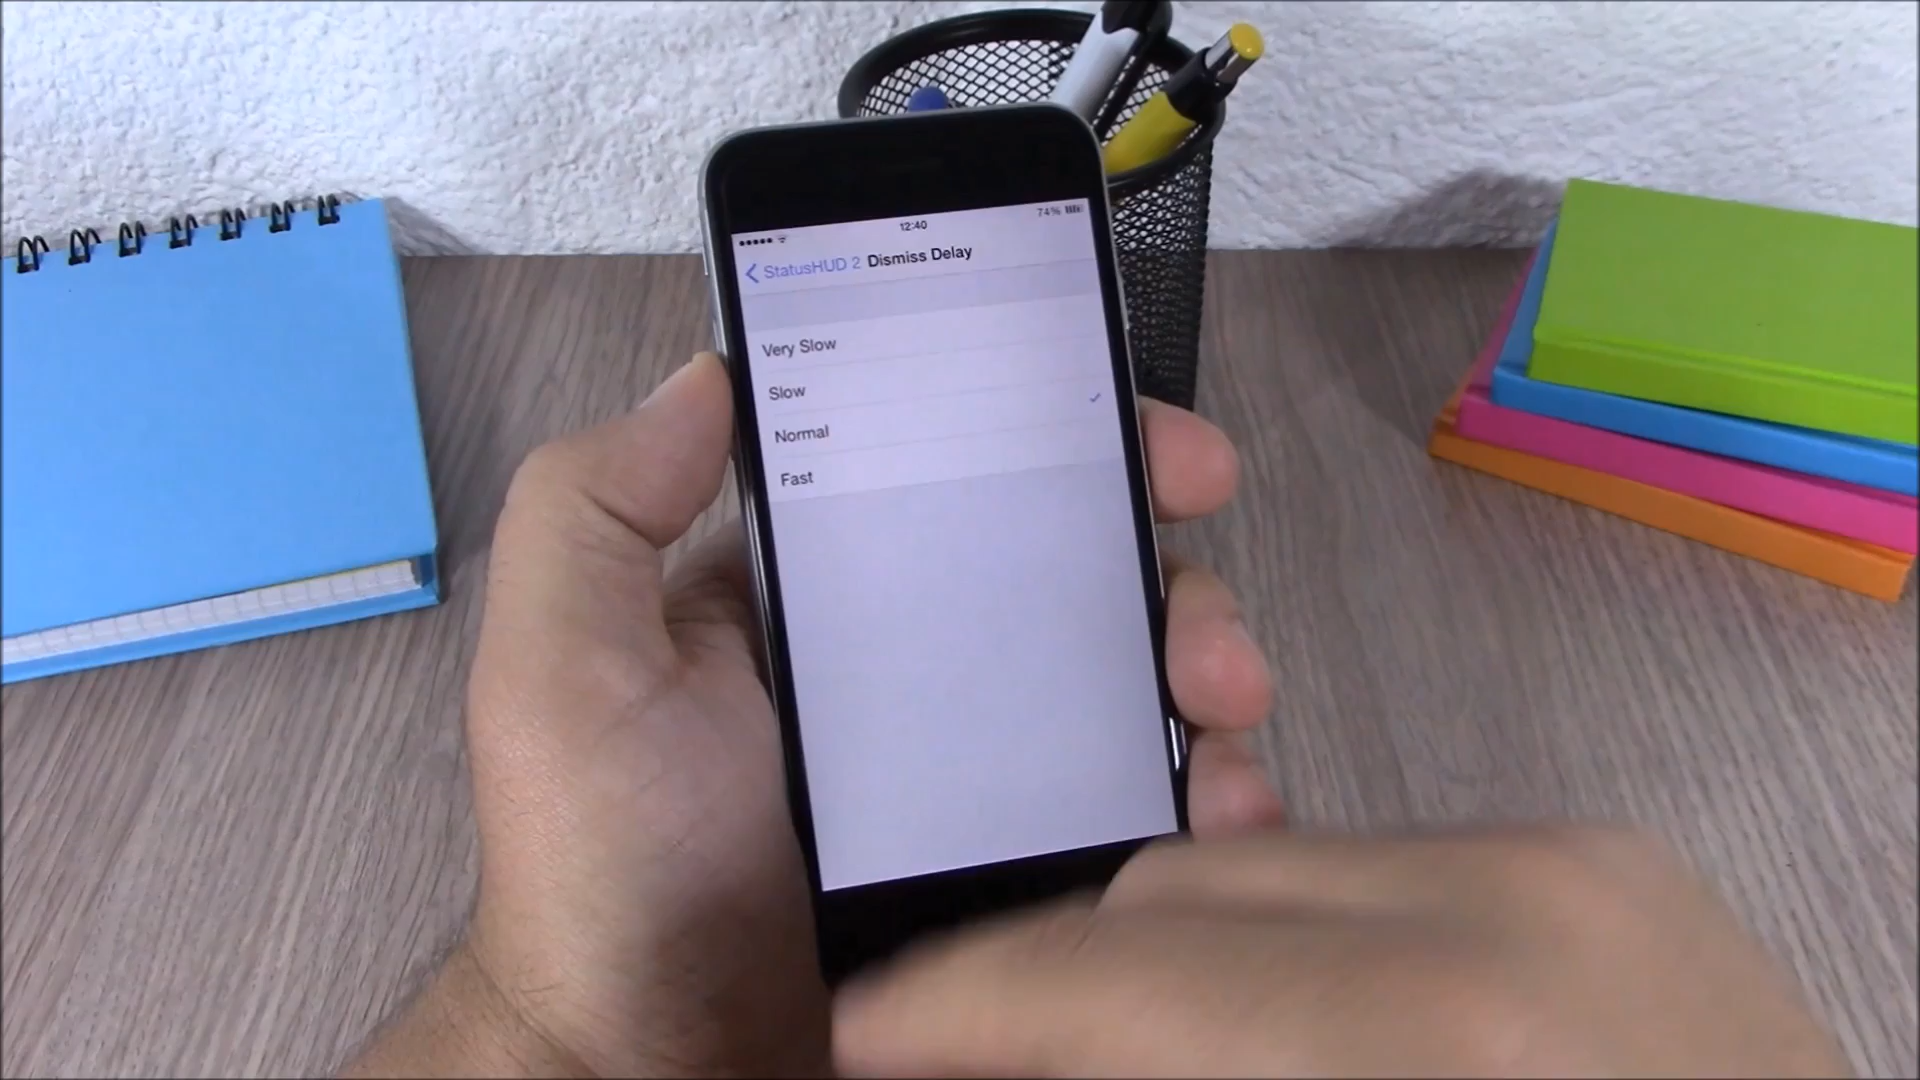 12:40
74%
StatusHUD 2 Dismiss Delay
Very Slow
Slow
Normal
Fast